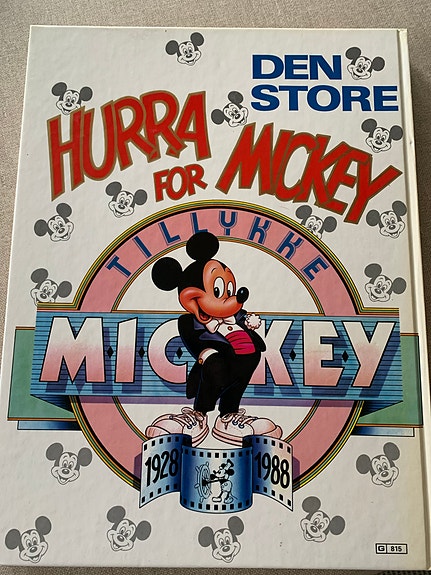 DEN
STORE
HURRA
FOR MICKEY
TILLYKKE
MICKEY
1928 1988
G 815